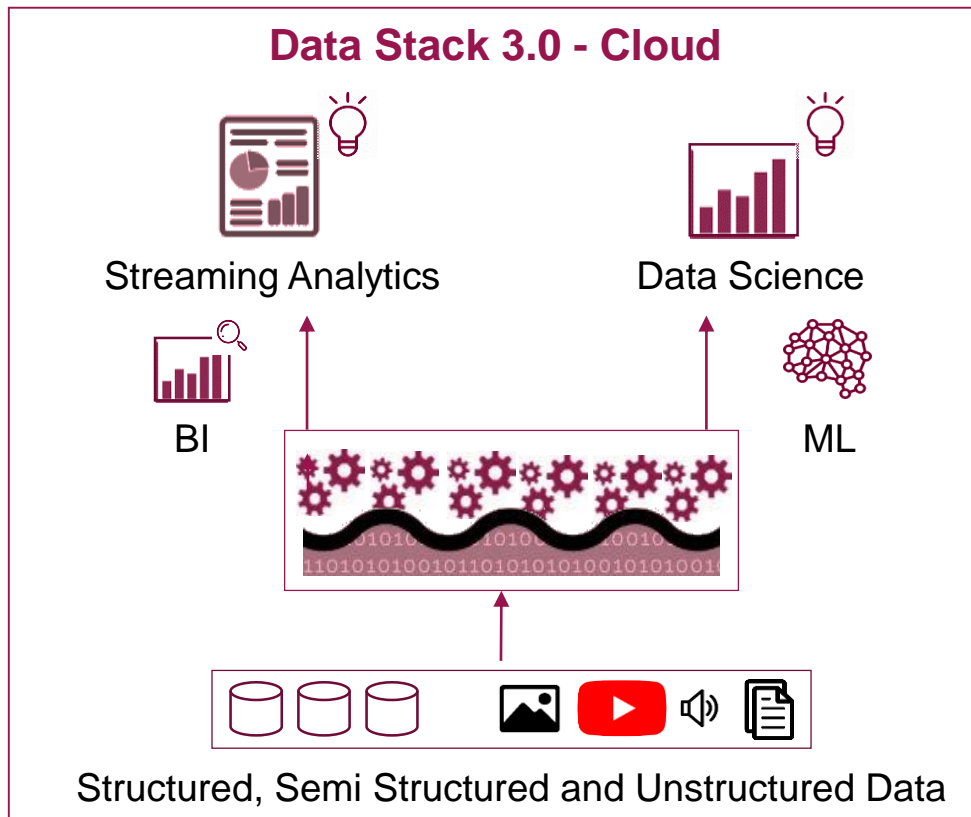 Data Stack 3.0 - Cloud
Streaming Analytics
Data Science
BI
ML
Structured, Semi Structured and Unstructured Data